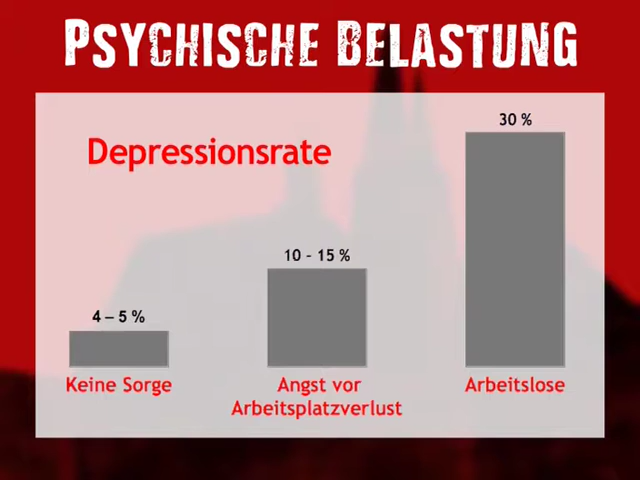 PSYCHISCHE BELASTUNG
Depressionsrate
30 %
10 – 15 %
4 – 5 %
Keine Sorge
Angst vor
Arbeitsplatzverlust
Arbeitslose